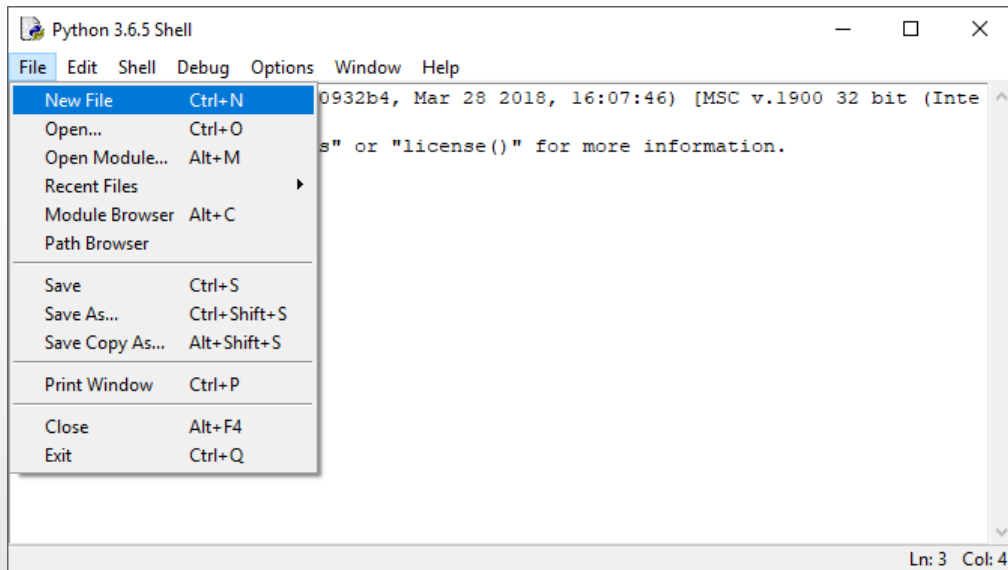 Python 3.6.5 Shell
File Edit Shell Debug Options Window Help
New File Ctrl+N
0932b4, Mar 28 2018, 16:07:46) [MSC v.1900 32 bit (Inte
Open... Ctrl+O
s" or "license()" for more information.
Open Module... Alt+M
Recent Files
Module Browser Alt+C
Path Browser
Save Ctrl+S
Save As... Ctrl+Shift+S
Save Copy As... Alt+Shift+S
Print Window Ctrl+P
Close Alt+F4
Exit Ctrl+Q
Ln: 3 Col: 4